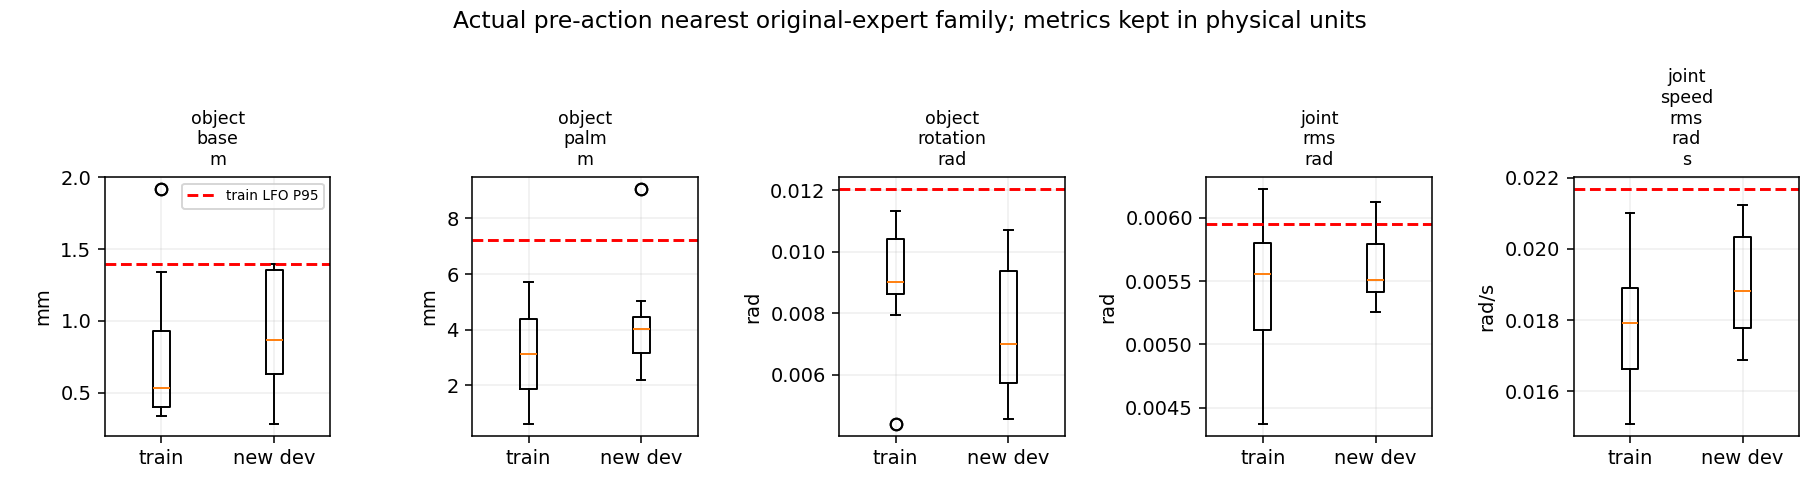 Actual pre-action nearest original-expert family; metrics kept in physical units
object
base
m
2.0
1.5
1.0
0.5
mm
train LFO P95
train
new dev
object
palm
m
8
6
4
2
mm
train
new dev
object
rotation
rad
0.012
0.010
0.008
0.006
rad
train
new dev
joint
rms
rad
0.0060
0.0055
0.0050
0.0045
rad
train
new dev
joint
speed
rms
rad
s
0.022
0.020
0.018
0.016
rad/s
train
new dev